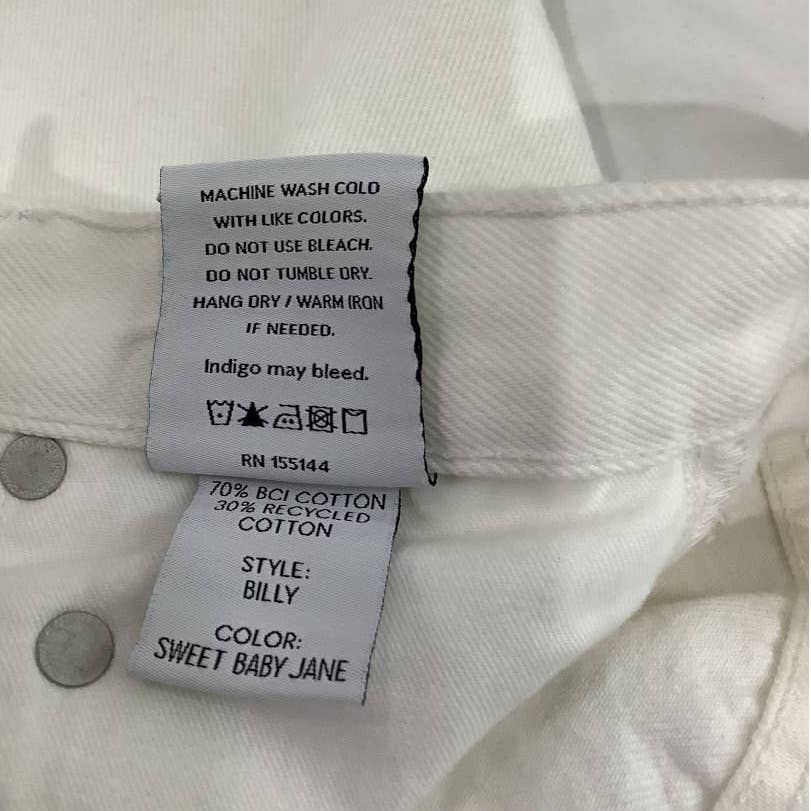 MACHINE WASH COLD
WITH LIKE COLORS.
DO NOT USE BLEACH.
DO NOT TUMBLE DRY.
HANG DRY / WARM IRON
IF NEEDED.
Indigo may bleed.
RN 155144
70% BCI COTTON
30% RECYCLED
COTTON
STYLE:
BILLY
COLOR:
SWEET BABY JANE